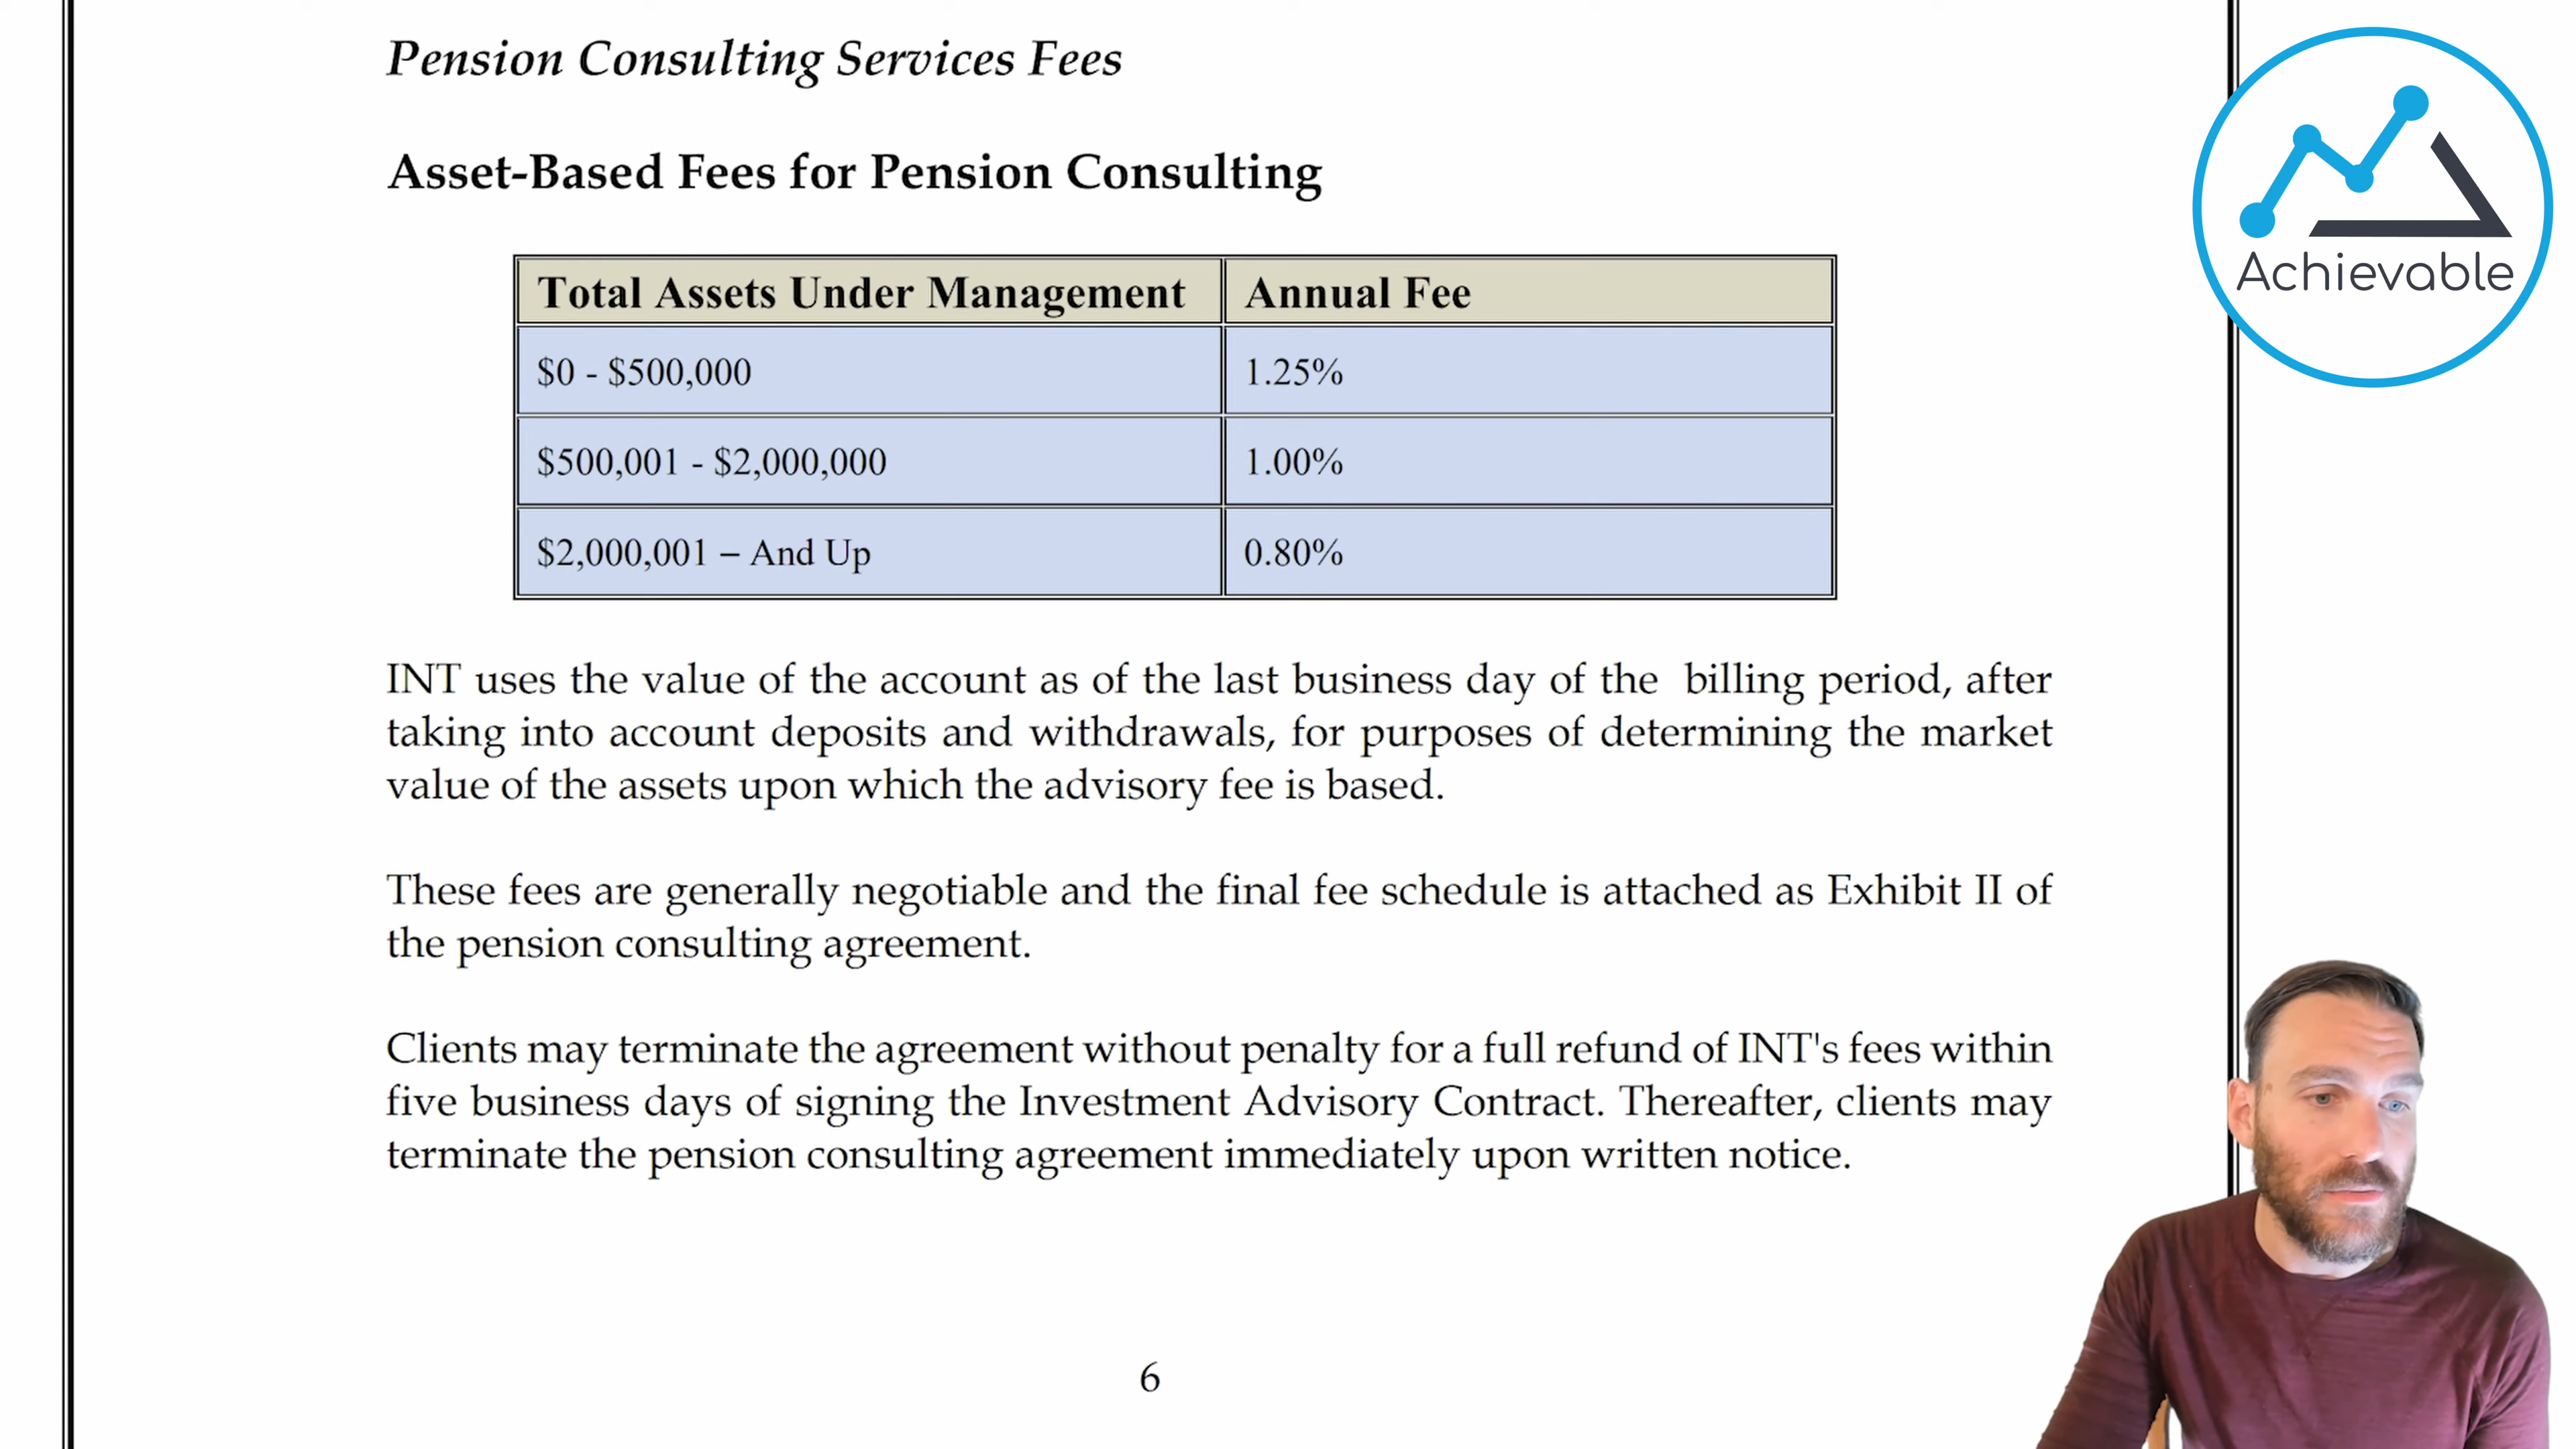 Pension Consulting Services Fees
Asset-Based Fees for Pension Consulting
Total Assets Under Management Annual Fee
$0 - $500,000 1.25%
$500,001 - $2,000,000 1.00%
$2,000,001 – And Up 0.80%
INT uses the value of the account as of the last business day of the billing period, after
taking into account deposits and withdrawals, for purposes of determining the market
value of the assets upon which the advisory fee is based.
These fees are generally negotiable and the final fee schedule is attached as Exhibit II of
the pension consulting agreement.
Clients may terminate the agreement without penalty for a full refund of INT's fees within
five business days of signing the Investment Advisory Contract. Thereafter, clients may
terminate the pension consulting agreement immediately upon written notice.
6
Achievable